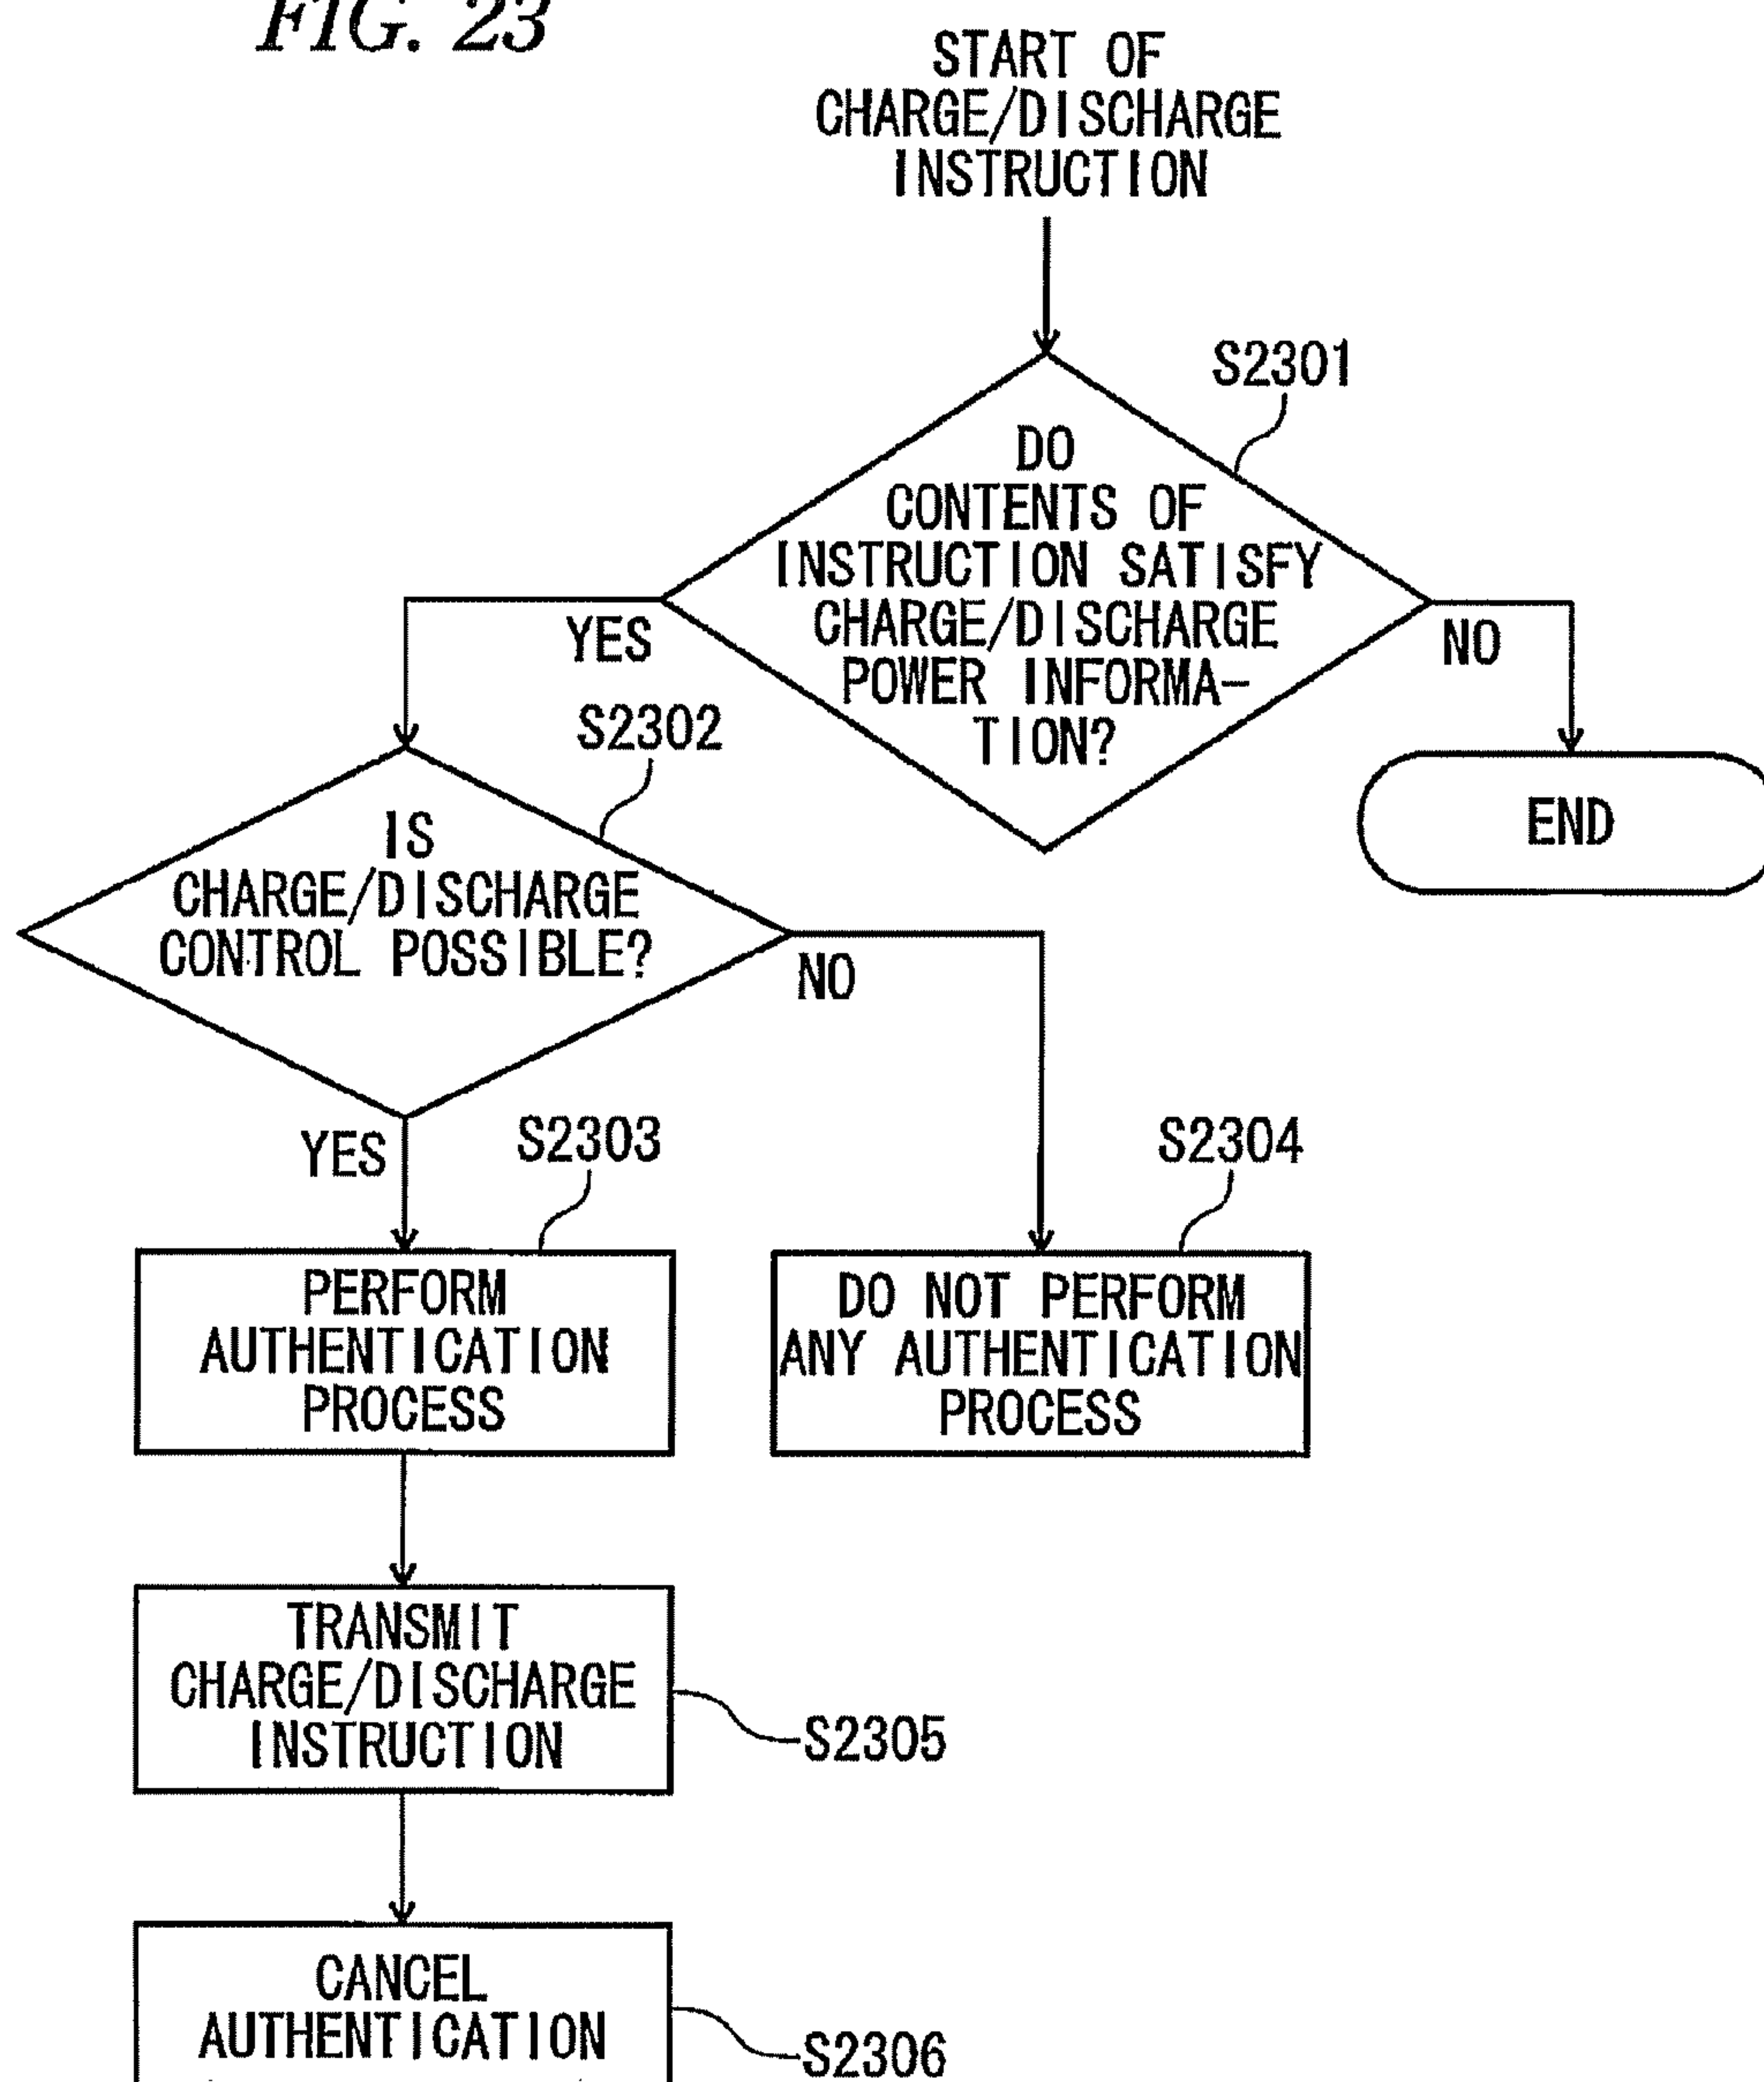 FIG. 23
START OF
CHARGE/DISCHARGE
INSTRUCTION
S2301
DO
CONTENTS OF
INSTRUCTION SATISFY
CHARGE/DISCHARGE
POWER INFORMA-
TION?
YES
NO
S2302
END
IS
CHARGE/DISCHARGE
CONTROL POSSIBLE?
NO
YES
S2303
S2304
PERFORM
AUTHENTICATION
PROCESS
DO NOT PERFORM
ANY AUTHENTICATION
PROCESS
TRANSMIT
CHARGE/DISCHARGE
INSTRUCTION
S2305
CANCEL
AUTHENTICATION
S2306